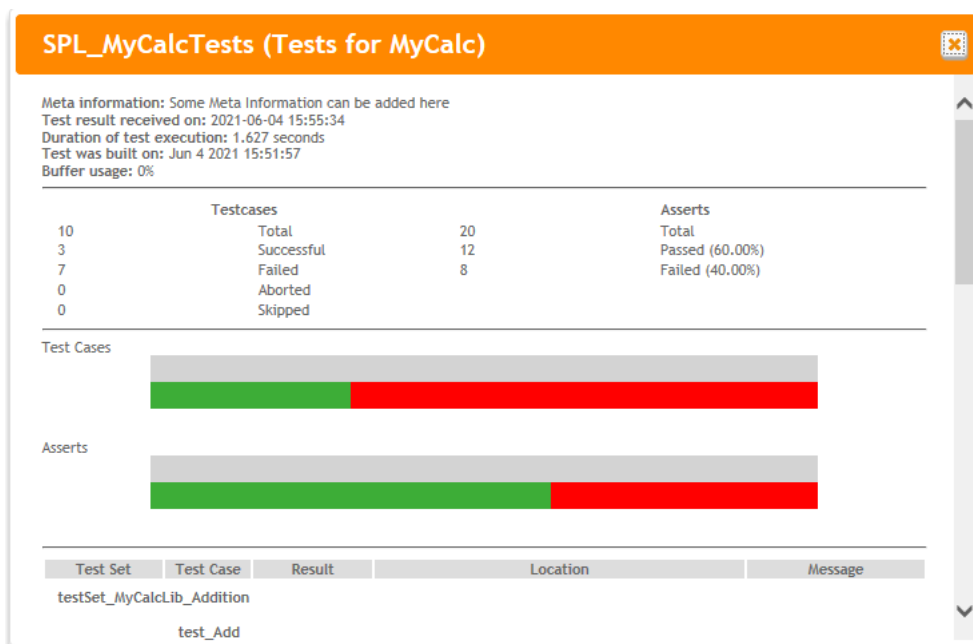 SPL_MyCalcTests (Tests for MyCalc)
Meta information: Some Meta Information can be added here
Test result received on: 2021-06-04 15:55:34
Duration of test execution: 1.627 seconds
Test was built on: Jun 4 2021 15:51:57
Buffer usage: 0%
Testcases Asserts
10 Total 20 Total
3 Successful 12 Passed (60.00%)
7 Failed 8 Failed (40.00%)
0 Aborted
0 Skipped
Test Cases
Asserts
Test Set Test Case Result Location Message
testSet_MyCalcLib_Addition
test_Add